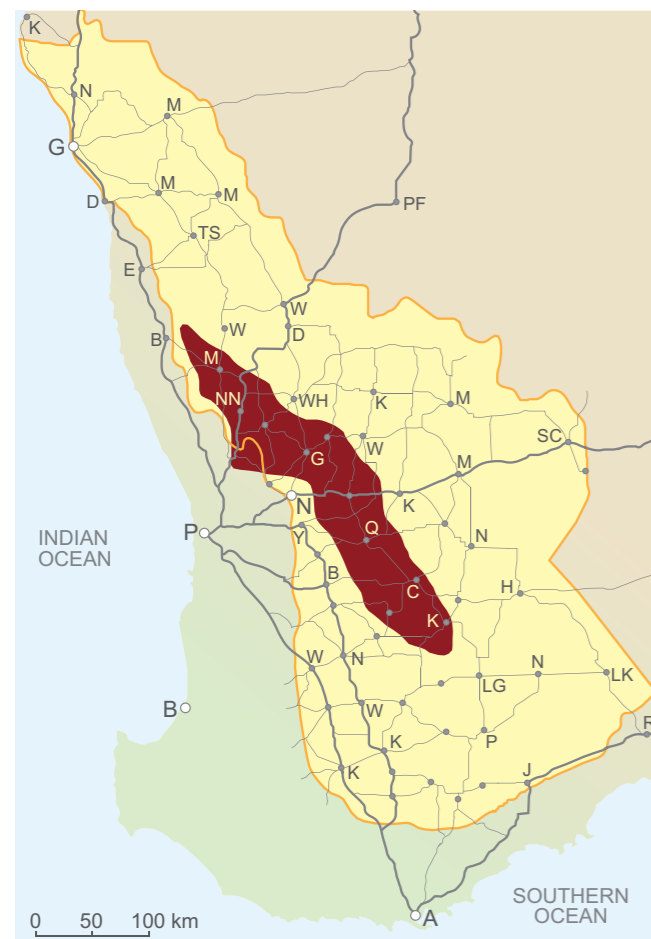 K
N
M
G
M
M
D
PF
TS
E
W
D
B
W
M
NN
WH
K
M
W
SC
G
M
N
K
P
Y
Q
N
INDIAN
OCEAN
B
C
H
K
W
N
N
LK
LG
B
W
R
P
K
K
J
SOUTHERN
OCEAN
A
0 50 100 km